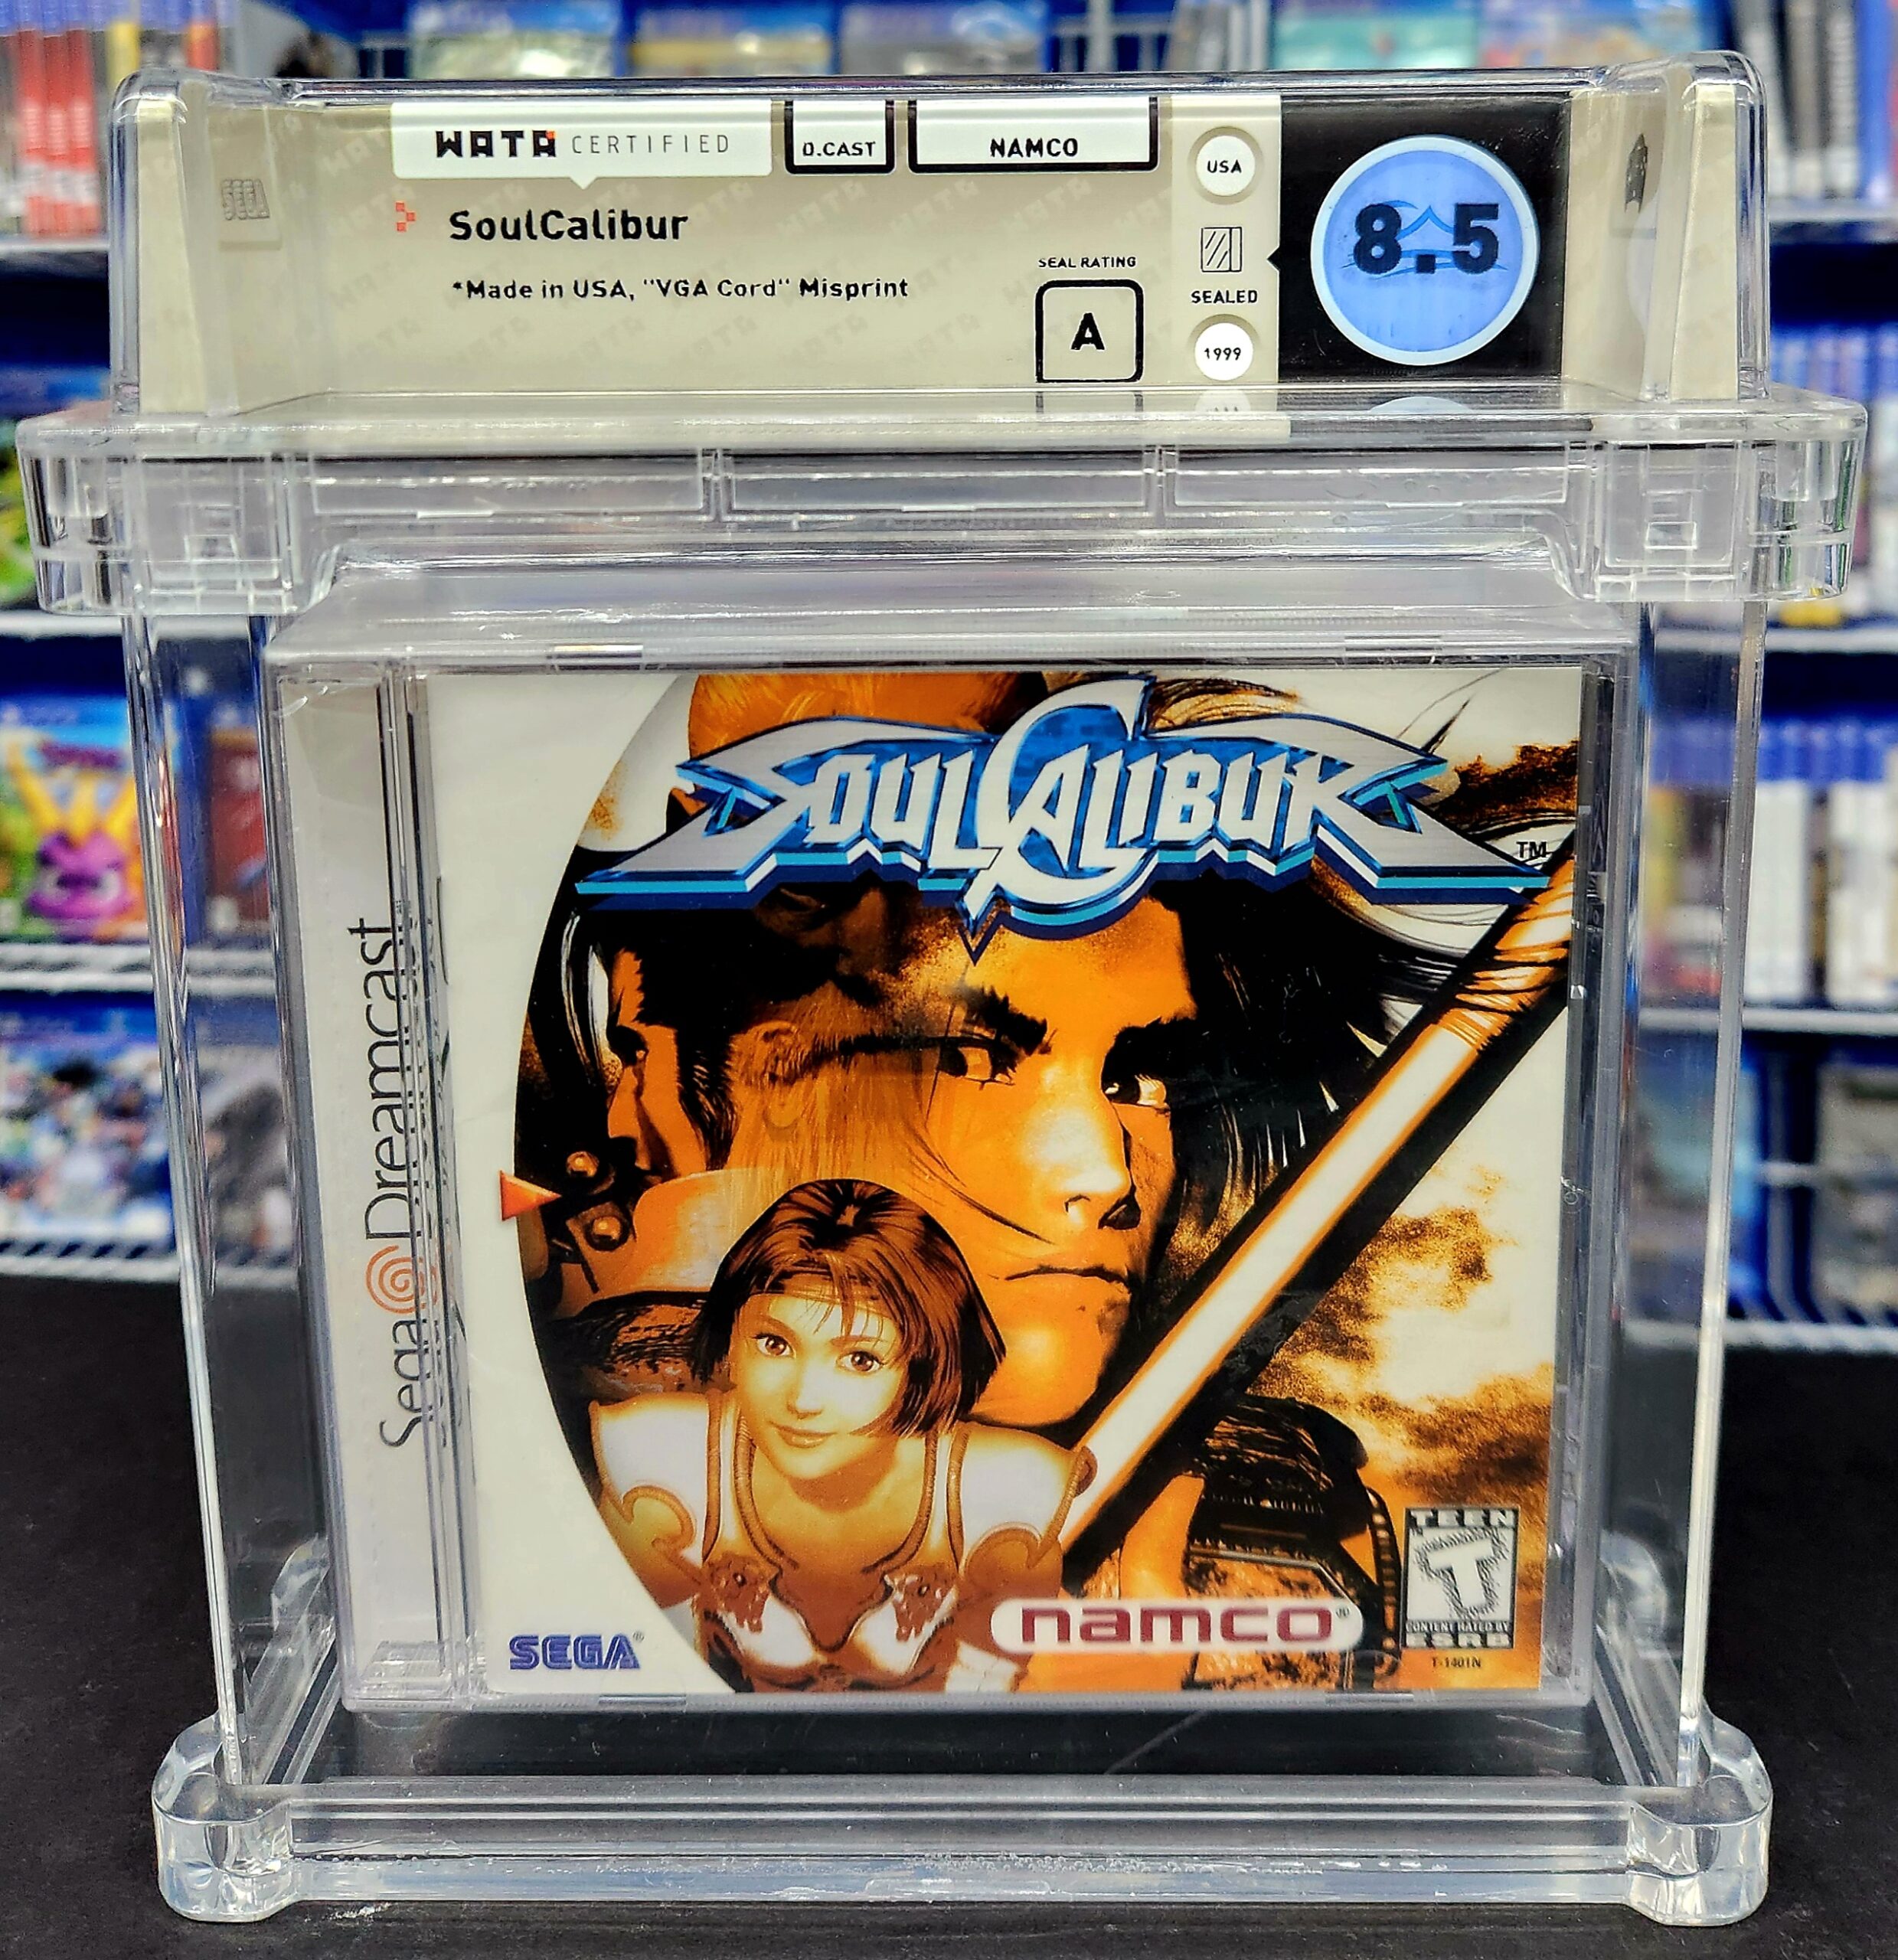 WATA CERTIFIED
D.CAST
NAMCO
USA
SoulCalibur
*Made in USA, "VGA Cord" Misprint
SEAL RATING
A
SEALED
1999
8.5
SEGA
SOULCALIBUR
TM
Sega Dreamcast
TEEN
T
CONTENT RATED BY
ESRB
T-1401N
SEGA®
namco®